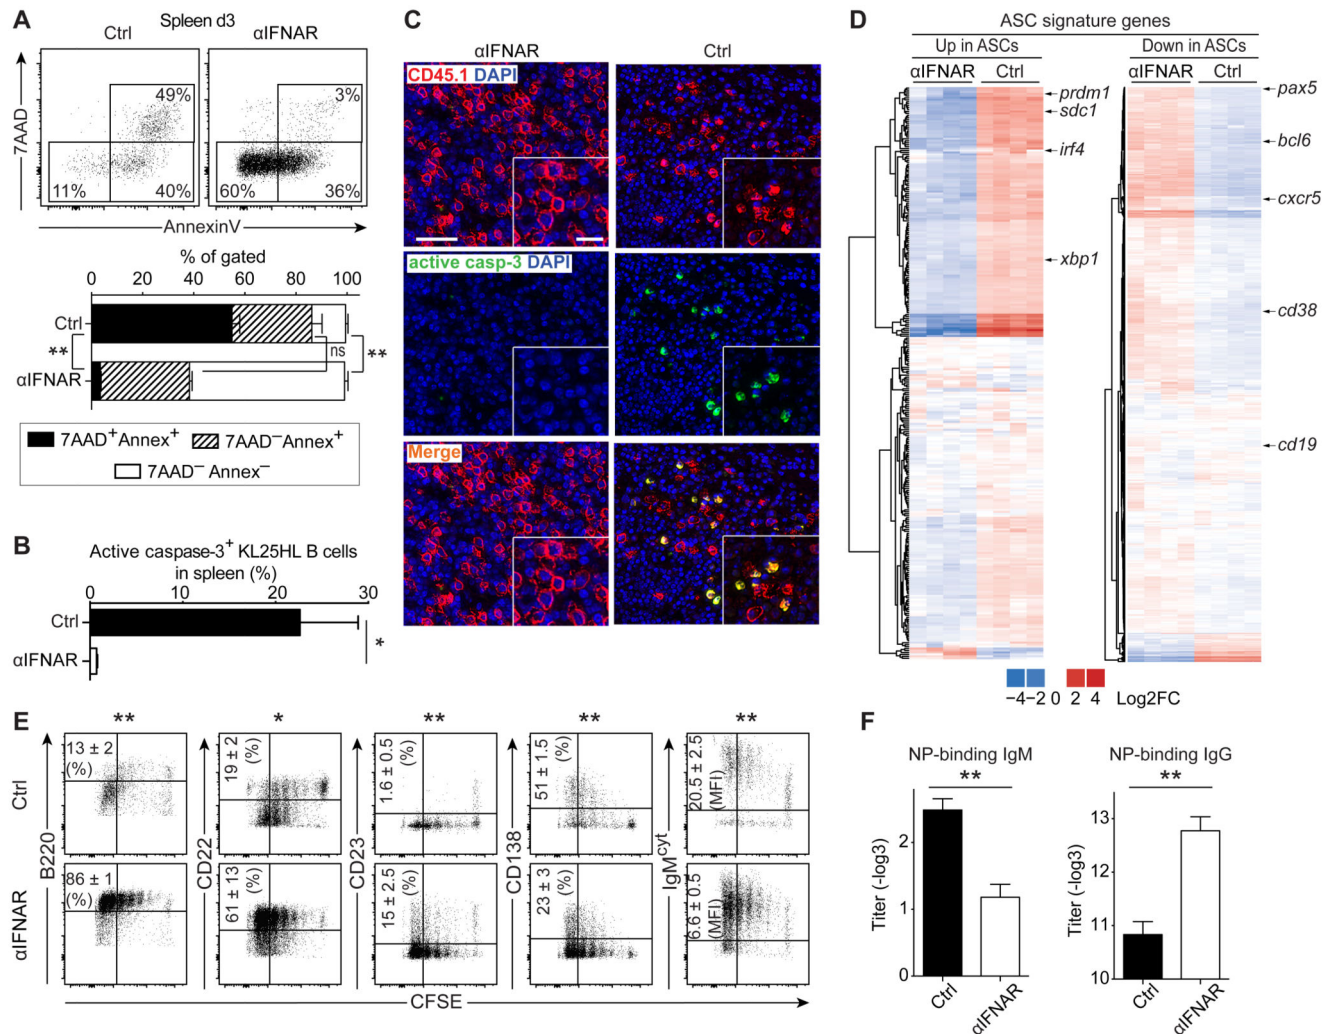 A
Spleen d3
Ctrl
αIFNAR
7AAD
49%
3%
11%
40%
60%
36%
AnnexinV
% of gated
0 20 40 60 80 100
Ctrl
**
ns
**
αIFNAR
7AAD+Annex+
7AAD–Annex+
7AAD– Annex–
B
Active caspase-3+ KL25HL B cells
in spleen (%)
0 10 20 30
Ctrl
*
αIFNAR
C
αIFNAR
Ctrl
CD45.1 DAPI
active casp-3 DAPI
Merge
D
ASC signature genes
Up in ASCs
Down in ASCs
αIFNAR Ctrl
αIFNAR Ctrl
prdm1
sdc1
irf4
xbp1
pax5
bcl6
cxcr5
cd38
cd19
−4 −2 0 2 4 Log2FC
E
** * ** ** **
Ctrl
αIFNAR
B220
13 ± 2
(%)
86 ± 1
(%)
CD22
19 ± 2
(%)
61 ± 13
(%)
CD23
1.6 ± 0.5
(%)
15 ± 2.5
(%)
CD138
51 ± 1.5
(%)
23 ± 3
(%)
IgMcyt
20.5 ± 2.5
(MFI)
6.6 ± 0.5
(MFI)
CFSE
F
NP-binding IgM
**
Titer (-log3)
2
1
0
Ctrl
αIFNAR
NP-binding IgG
**
Titer (-log3)
13
12
11
10
Ctrl
αIFNAR